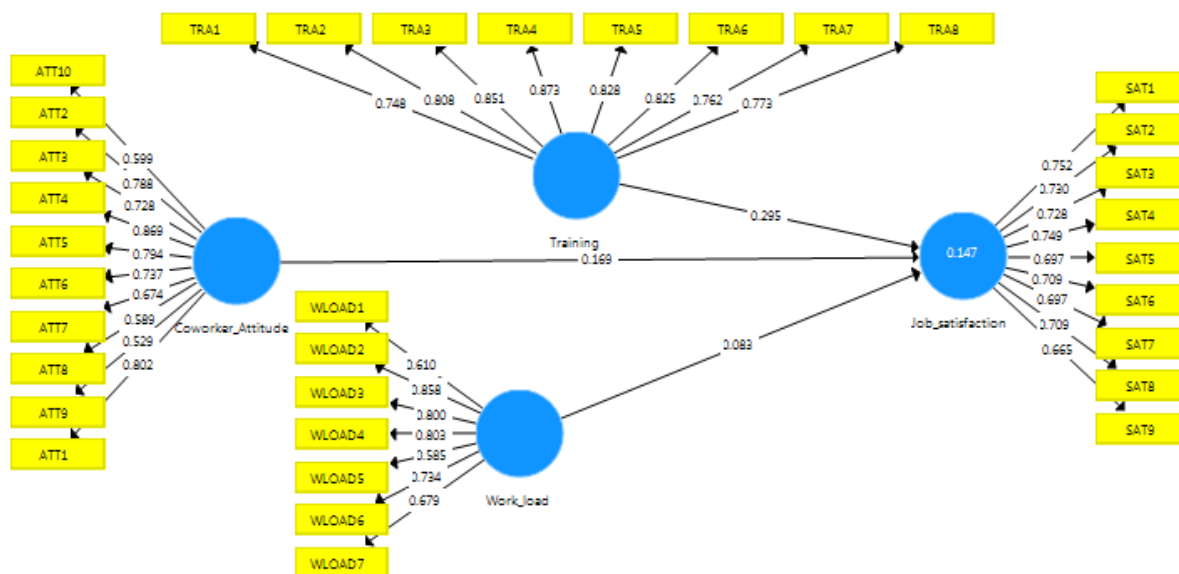 TRA1 TRA2 TRA3 TRA4 TRA5 TRA6 TRA7 TRA8
0.748 0.808 0.851 0.873 0.828 0.825 0.762 0.773
Training
ATT10
ATT2
ATT3
ATT4
ATT5
ATT6
ATT7
ATT8
ATT9
ATT1
0.599
0.788
0.728
0.869
0.794
0.737
0.674
0.589
0.529
0.802
Coworker_Attitude
0.295
0.169
0.083
WLOAD1
WLOAD2
WLOAD3
WLOAD4
WLOAD5
WLOAD6
WLOAD7
0.610
0.858
0.800
0.803
0.585
0.734
0.679
Work_load
0.147
Job_satisfaction
0.752
0.730
0.728
0.749
0.697
0.709
0.697
0.709
0.665
SAT1
SAT2
SAT3
SAT4
SAT5
SAT6
SAT7
SAT8
SAT9